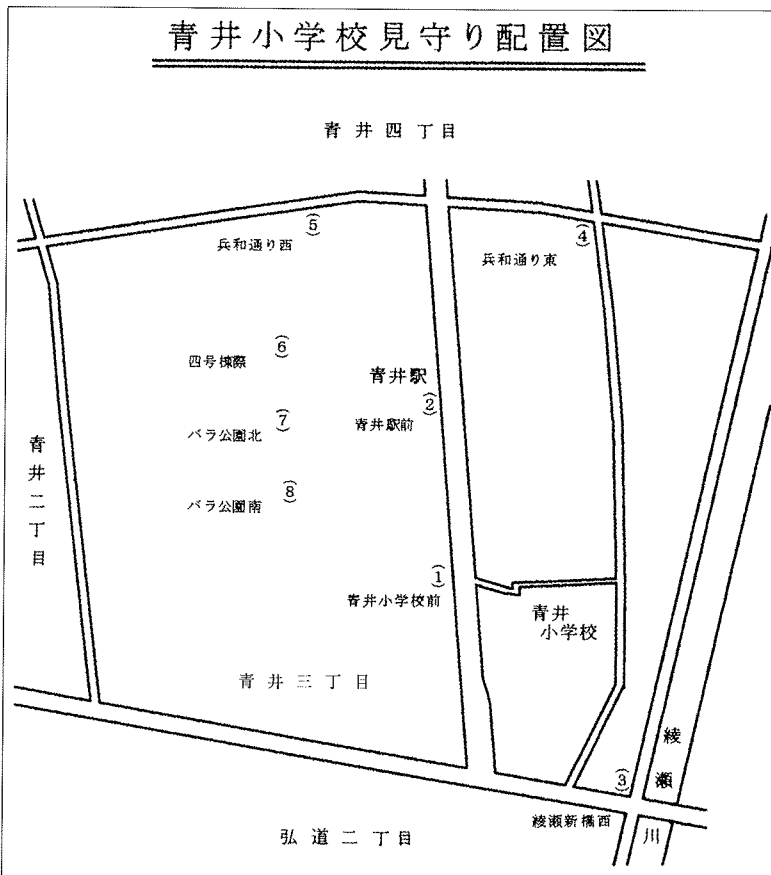 青井小学校見守り配置図
青井四丁目
(5)
兵和通り西
(4)
兵和通り東
(6)
四号棟際
青井駅
(2)
青井駅前
(7)
バラ公園北
青井二丁目
(8)
バラ公園南
(1)
青井小学校前
青井
小学校
青井三丁目
綾瀬川
(3)
綾瀬新橋西
弘道二丁目